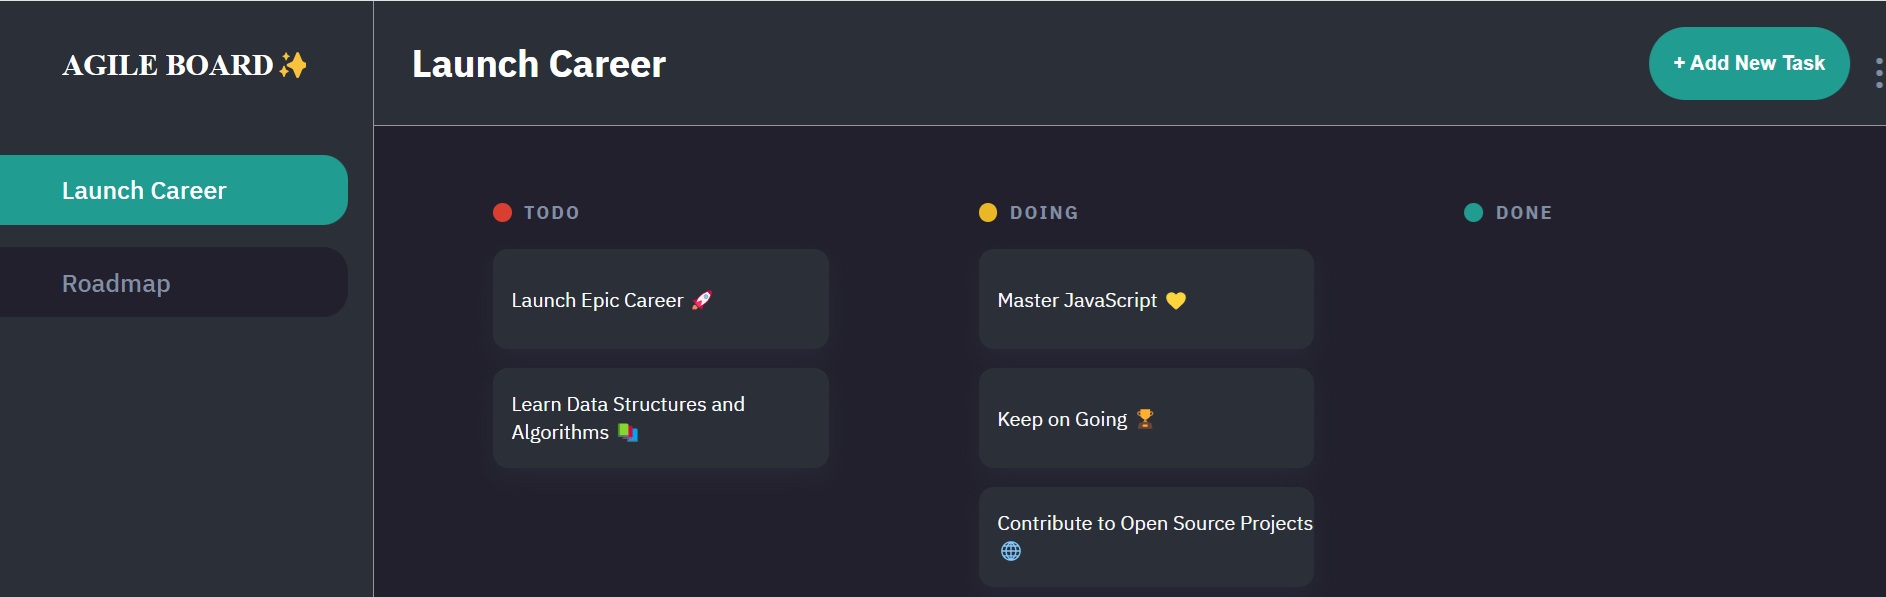 AGILE BOARD✨
Launch Career
+ Add New Task
Launch Career
Roadmap
TODO
Launch Epic Career 🚀
Learn Data Structures and
Algorithms 📚
DOING
Master JavaScript 💛
Keep on Going 🏆
Contribute to Open Source Projects
🌐
DONE